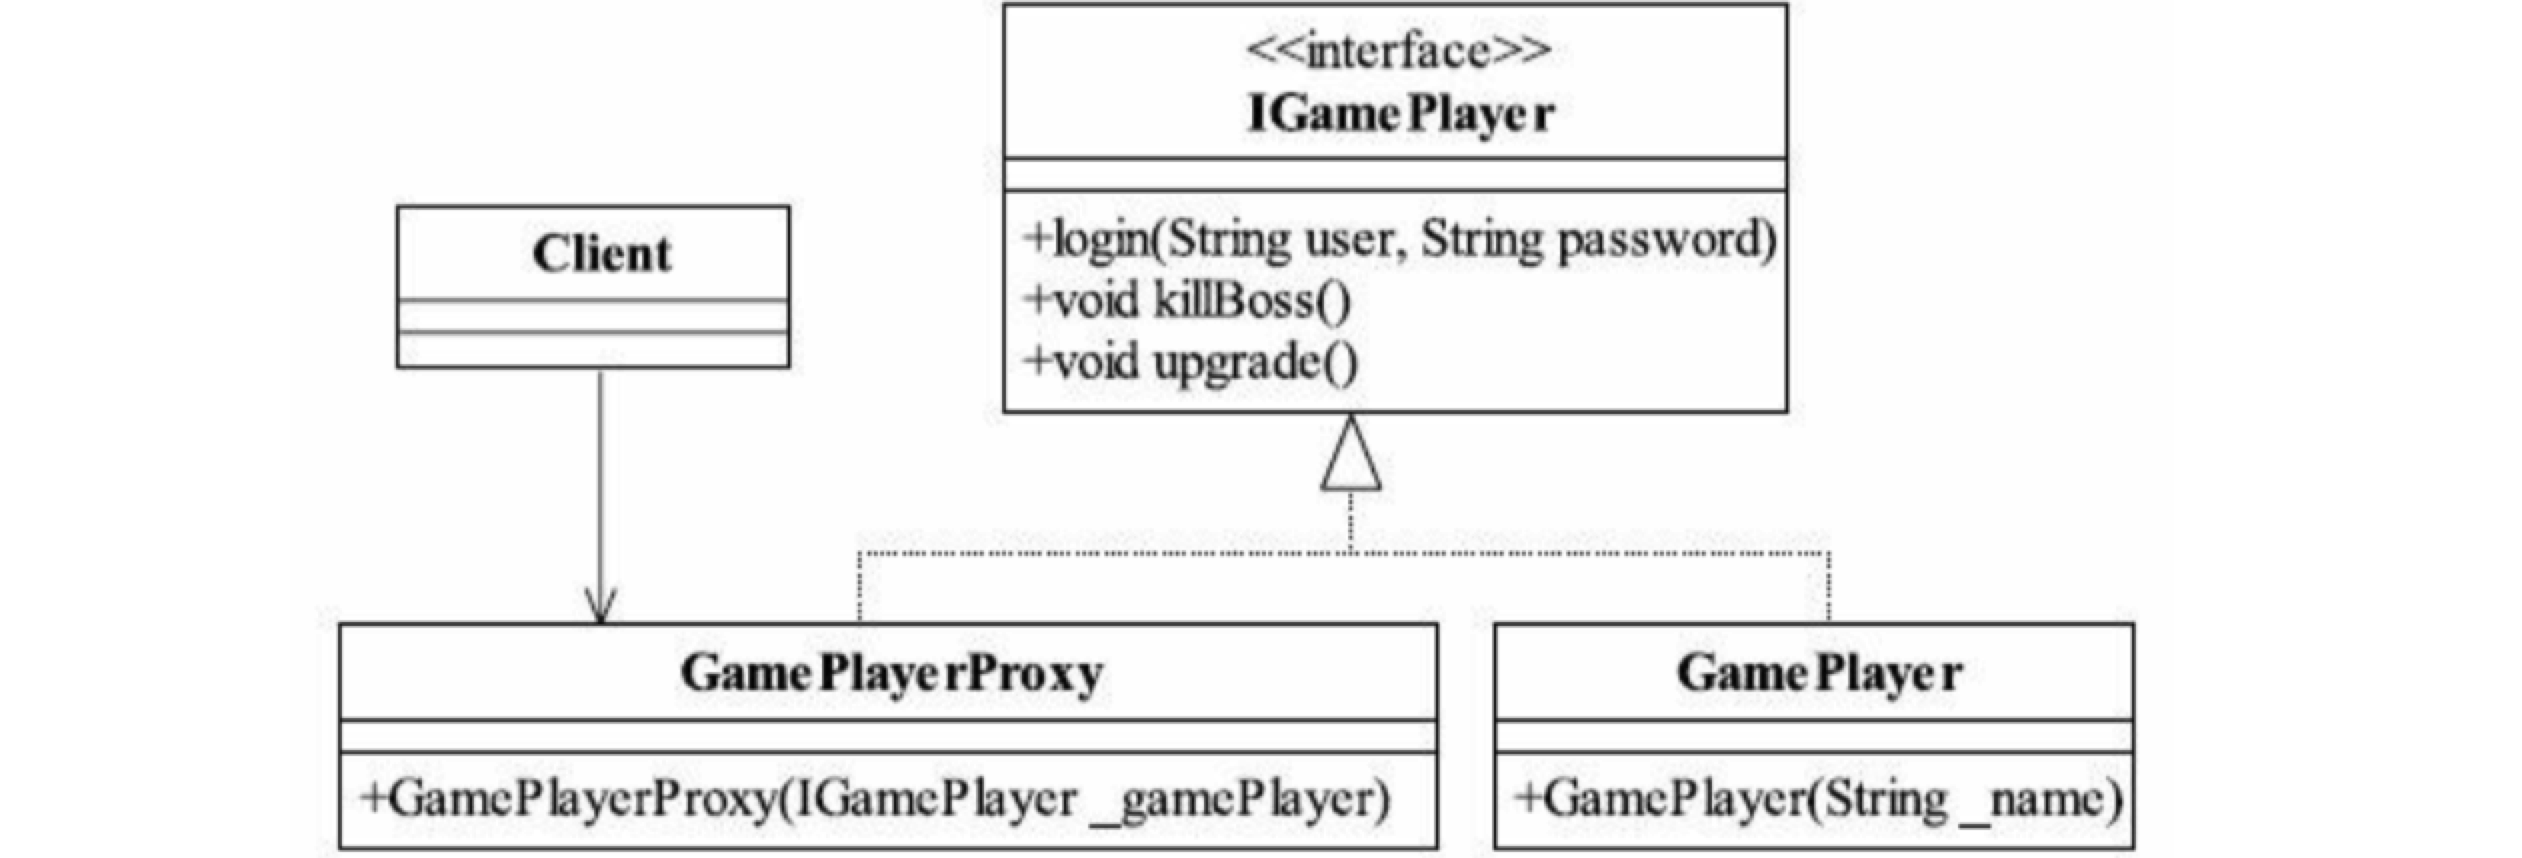 <<interface>>
IGamePlayer
+login(String user, String password)
+void killBoss()
+void upgrade()
Client
GamePlayerProxy
+GamePlayerProxy(IGamePlayer _gamePlayer)
GamePlayer
+GamePlayer(String _name)